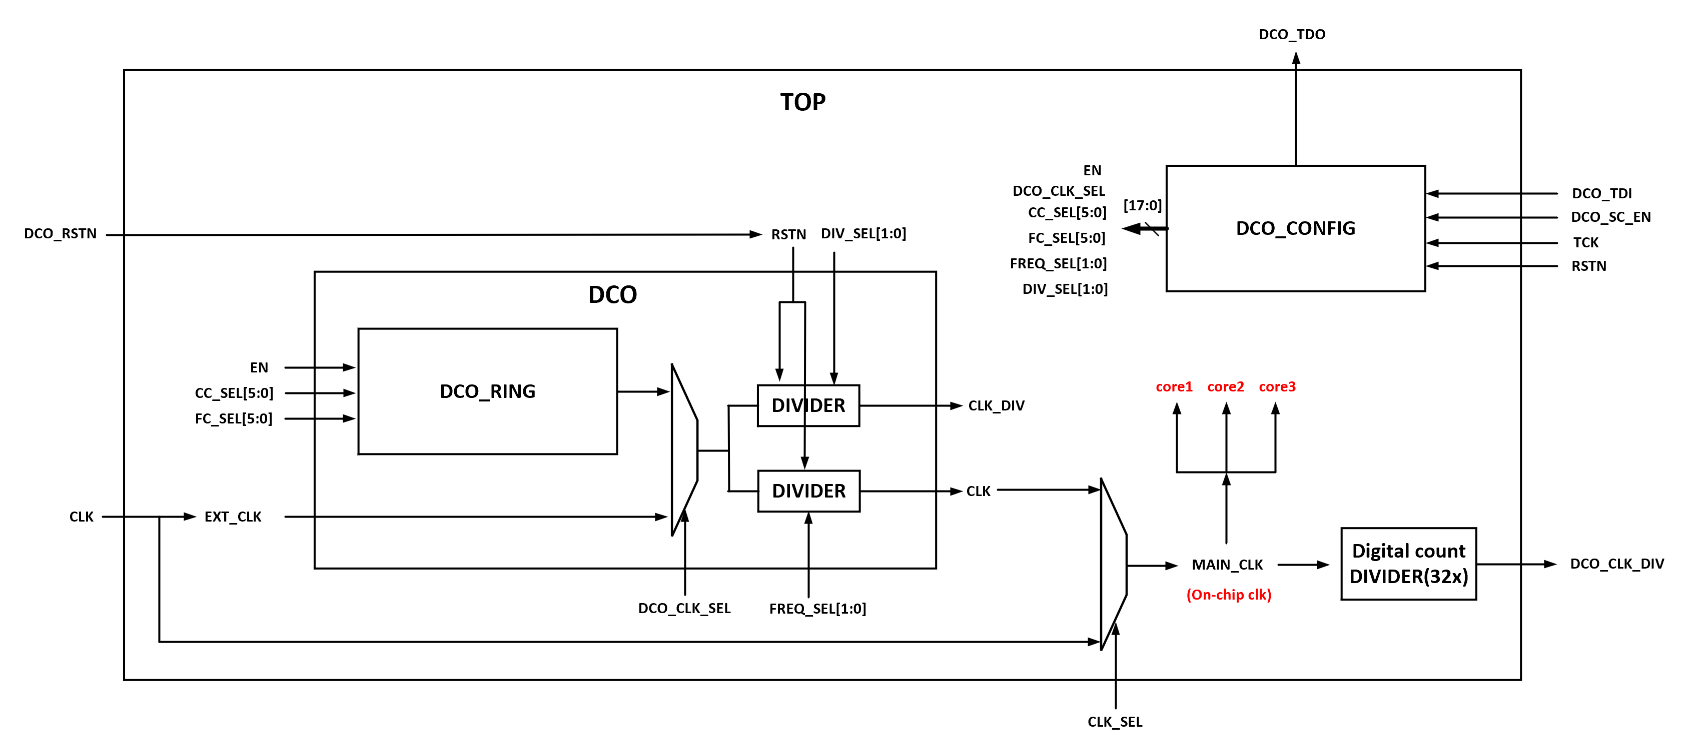 DCO_TDO
TOP
EN
DCO_CLK_SEL
CC_SEL[5:0]
[17:0]
FC_SEL[5:0]
FREQ_SEL[1:0]
DIV_SEL[1:0]
DCO_CONFIG
DCO_TDI
DCO_SC_EN
TCK
RSTN
DCO_RSTN
RSTN
DIV_SEL[1:0]
DCO
EN
CC_SEL[5:0]
FC_SEL[5:0]
DCO_RING
DIVIDER
CLK_DIV
DIVIDER
CLK
CLK
EXT_CLK
DCO_CLK_SEL
FREQ_SEL[1:0]
core1 core2 core3
MAIN_CLK
(On-chip clk)
Digital count
DIVIDER(32x)
DCO_CLK_DIV
CLK_SEL